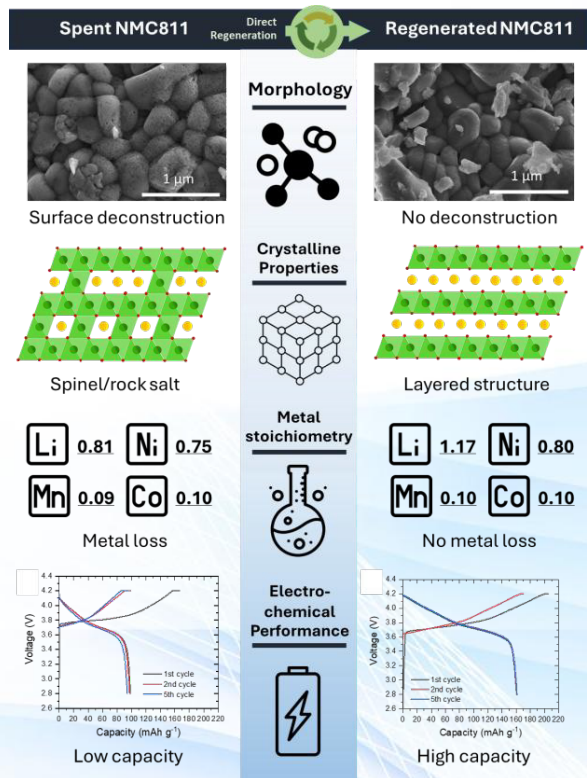 Spent NMC811
Direct
Regeneration
Regenerated NMC811
Morphology
1 μm
1 μm
Surface deconstruction
No deconstruction
Crystalline
Properties
Spinel/rock salt
Layered structure
Metal
stoichiometry
Li 0.81 Ni 0.75
Mn 0.09 Co 0.10
Metal loss
Li 1.17 Ni 0.80
Mn 0.10 Co 0.10
No metal loss
Electro-
chemical
Performance
4.4
4.2
4.0
3.8
3.6
3.4
3.2
3.0
2.8
2.6
Voltage (V)
1st cycle
2nd cycle
5th cycle
0 20 40 60 80 100 120 140 160 180 200 220
Capacity (mAh g⁻¹)
Low capacity
4.4
4.2
4.0
3.8
3.6
3.4
3.2
3.0
2.8
2.6
Voltage (V)
1st cycle
2nd cycle
5th cycle
0 20 40 60 80 100 120 140 160 180 200 220
Capacity (mAh g⁻¹)
High capacity